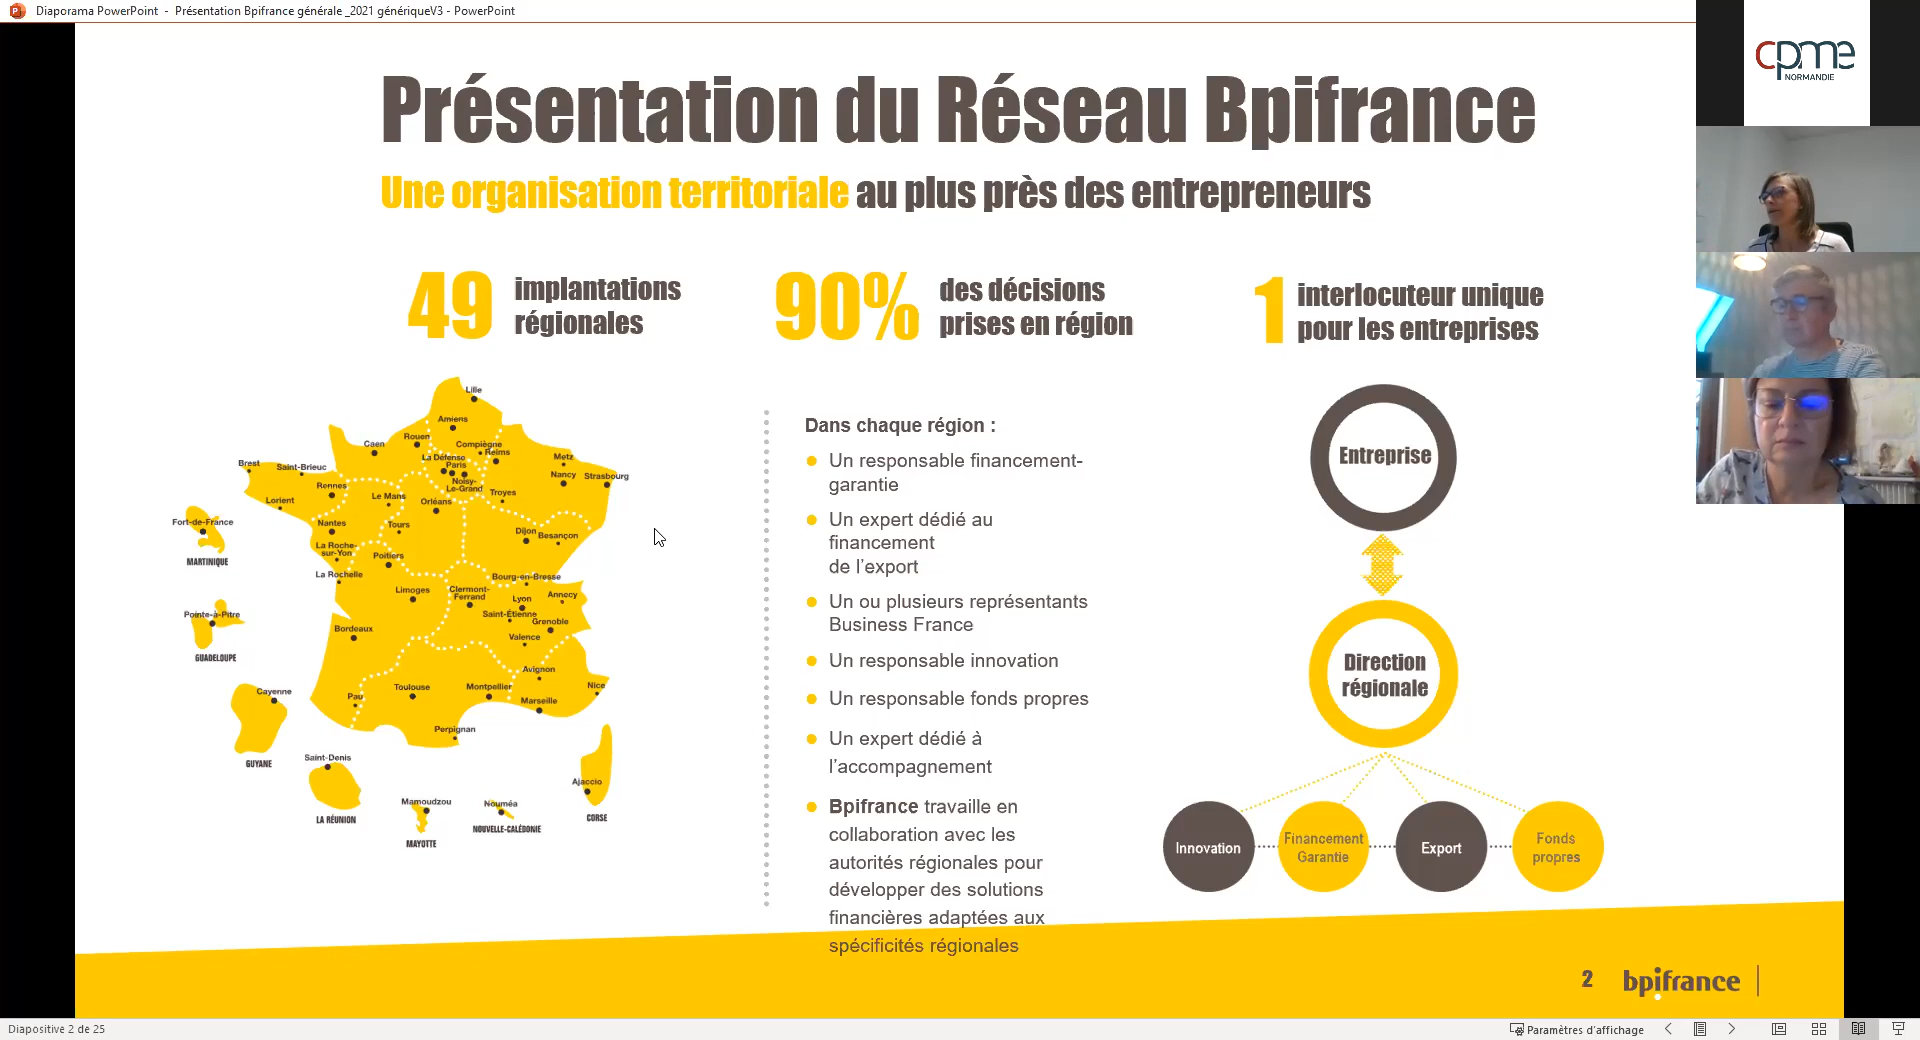 Diaporama PowerPoint - Présentation Bpifrance générale _2021 génériqueV3 - PowerPoint
cpme
NORMANDIE
Présentation du Réseau Bpifrance
Une organisation territoriale au plus près des entrepreneurs
49 implantations
régionales
90% des décisions
prises en région
1 interlocuteur unique
pour les entreprises
Lille
Amiens
Rouen
Caen
Compiègne
Reims
La Défense
Paris
Noisy-
Le-Grand
Metz
Nancy
Strasbourg
Brest
Saint-Brieuc
Rennes
Lorient
Le Mans
Orléans
Troyes
Fort-de-France
MARTINIQUE
Nantes
Tours
Dijon
Besançon
La Roche-
sur-Yon
Poitiers
La Rochelle
Bourg-en-Bresse
Limoges
Clermont-
Ferrand
Lyon
Annecy
Saint-Étienne
Grenoble
Valence
Pointe-à-Pitre
GUADELOUPE
Bordeaux
Avignon
Pau
Toulouse
Montpellier
Nice
Marseille
Cayenne
GUYANE
Perpignan
Saint-Denis
LA RÉUNION
Mamoudzou
MAYOTTE
Nouméa
NOUVELLE-CALÉDONIE
Ajaccio
CORSE
Dans chaque région :
Un responsable financement-
garantie
Un expert dédié au
financement
de l'export
Un ou plusieurs représentants
Business France
Un responsable innovation
Un responsable fonds propres
Un expert dédié à
l'accompagnement
Bpifrance travaille en
collaboration avec les
autorités régionales pour
développer des solutions
financières adaptées aux
spécificités régionales
Entreprise
Direction
régionale
Innovation
Financement
Garantie
Export
Fonds
propres
2
bpifrance
Diapositive 2 de 25
Paramètres d'affichage